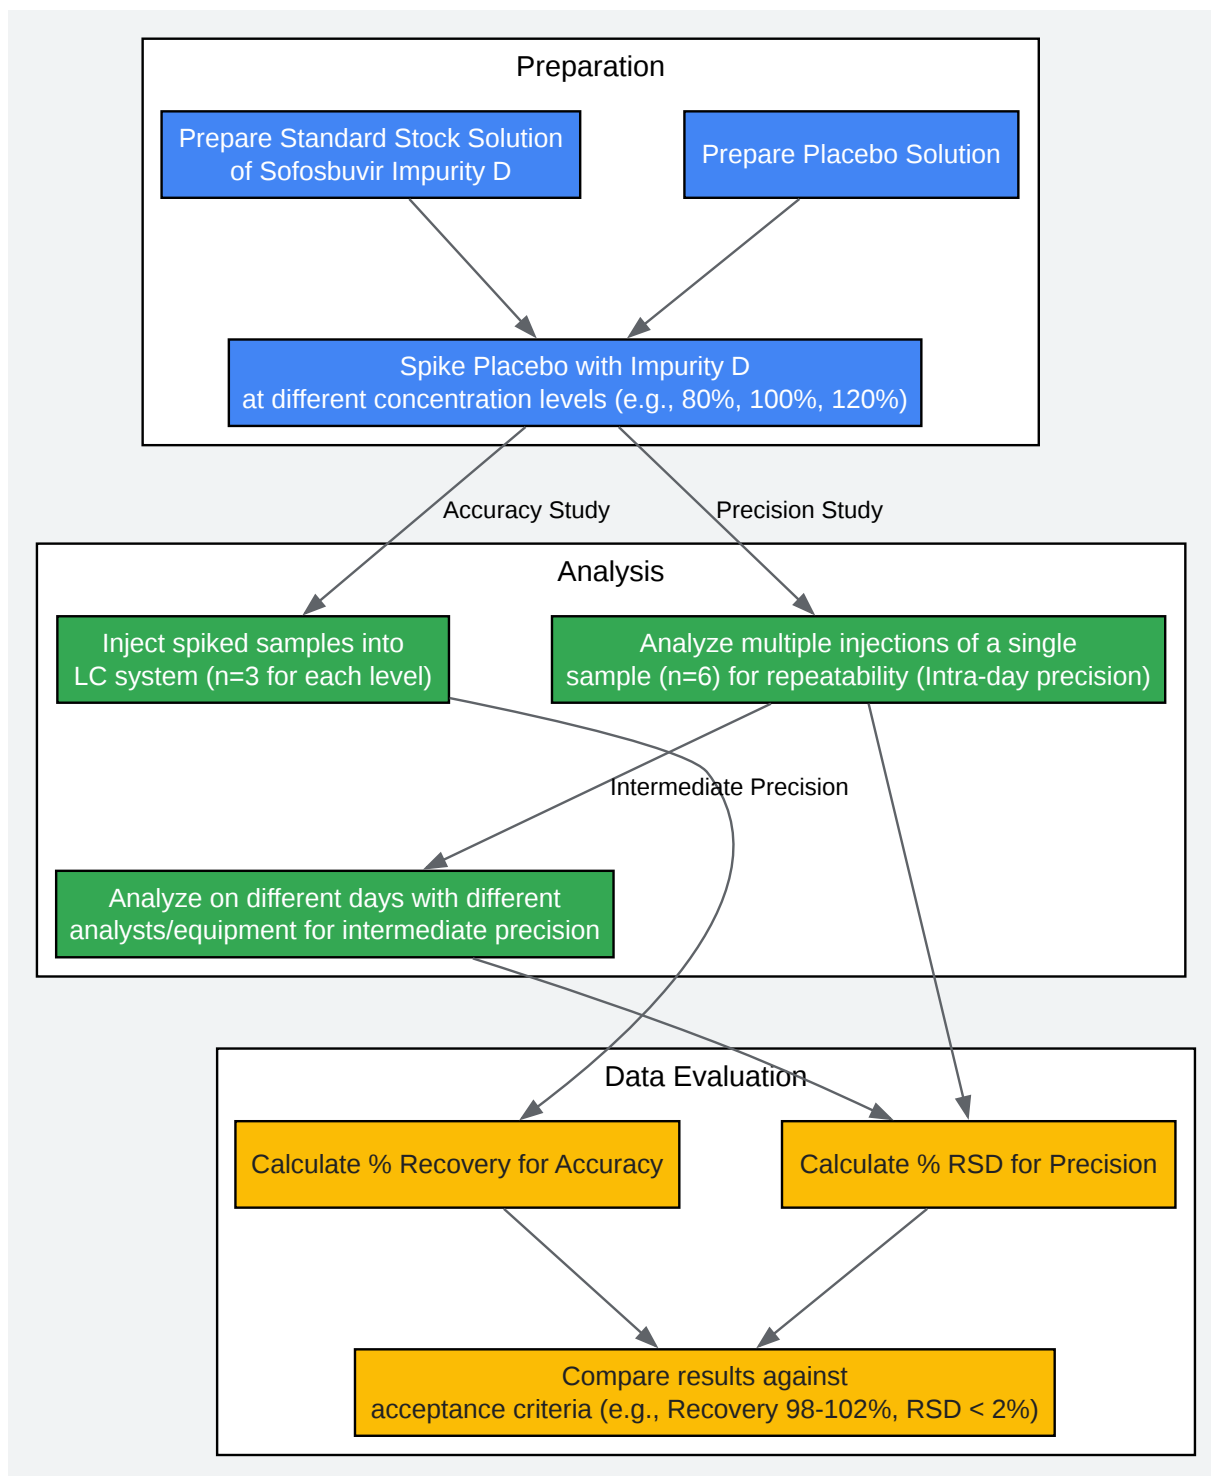 Preparation
Prepare Standard Stock Solution
of Sofosbuvir Impurity D
Prepare Placebo Solution
Spike Placebo with Impurity D
at different concentration levels (e.g., 80%, 100%, 120%)
Accuracy Study
Precision Study
Analysis
Inject spiked samples into
LC system (n=3 for each level)
Analyze multiple injections of a single
sample (n=6) for repeatability (Intra-day precision)
Intermediate Precision
Analyze on different days with different
analysts/equipment for intermediate precision
Data Evaluation
Calculate % Recovery for Accuracy
Calculate % RSD for Precision
Compare results against
acceptance criteria (e.g., Recovery 98-102%, RSD < 2%)